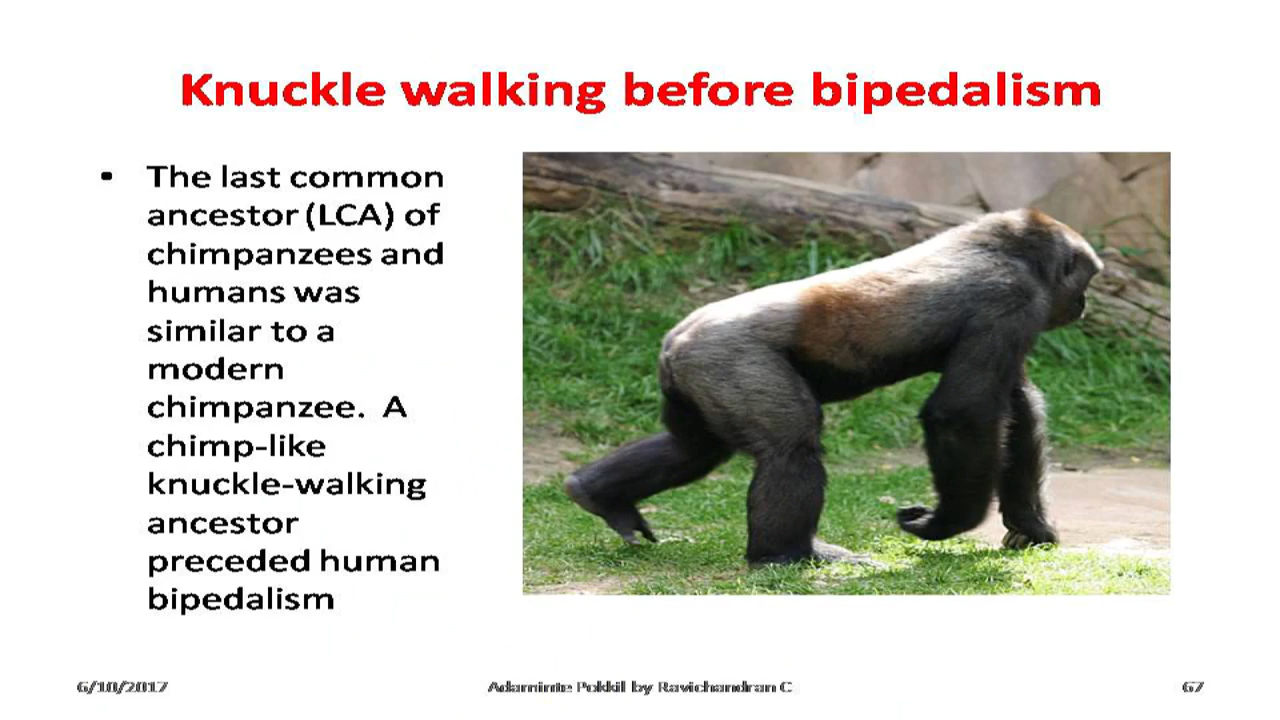 Knuckle walking before bipedalism
• The last common
ancestor (LCA) of
chimpanzees and
humans was
similar to a
modern
chimpanzee. A
chimp-like
knuckle-walking
ancestor
preceded human
bipedalism
6/10/2017
Adaminte Pokkil by Ravichandran C
67